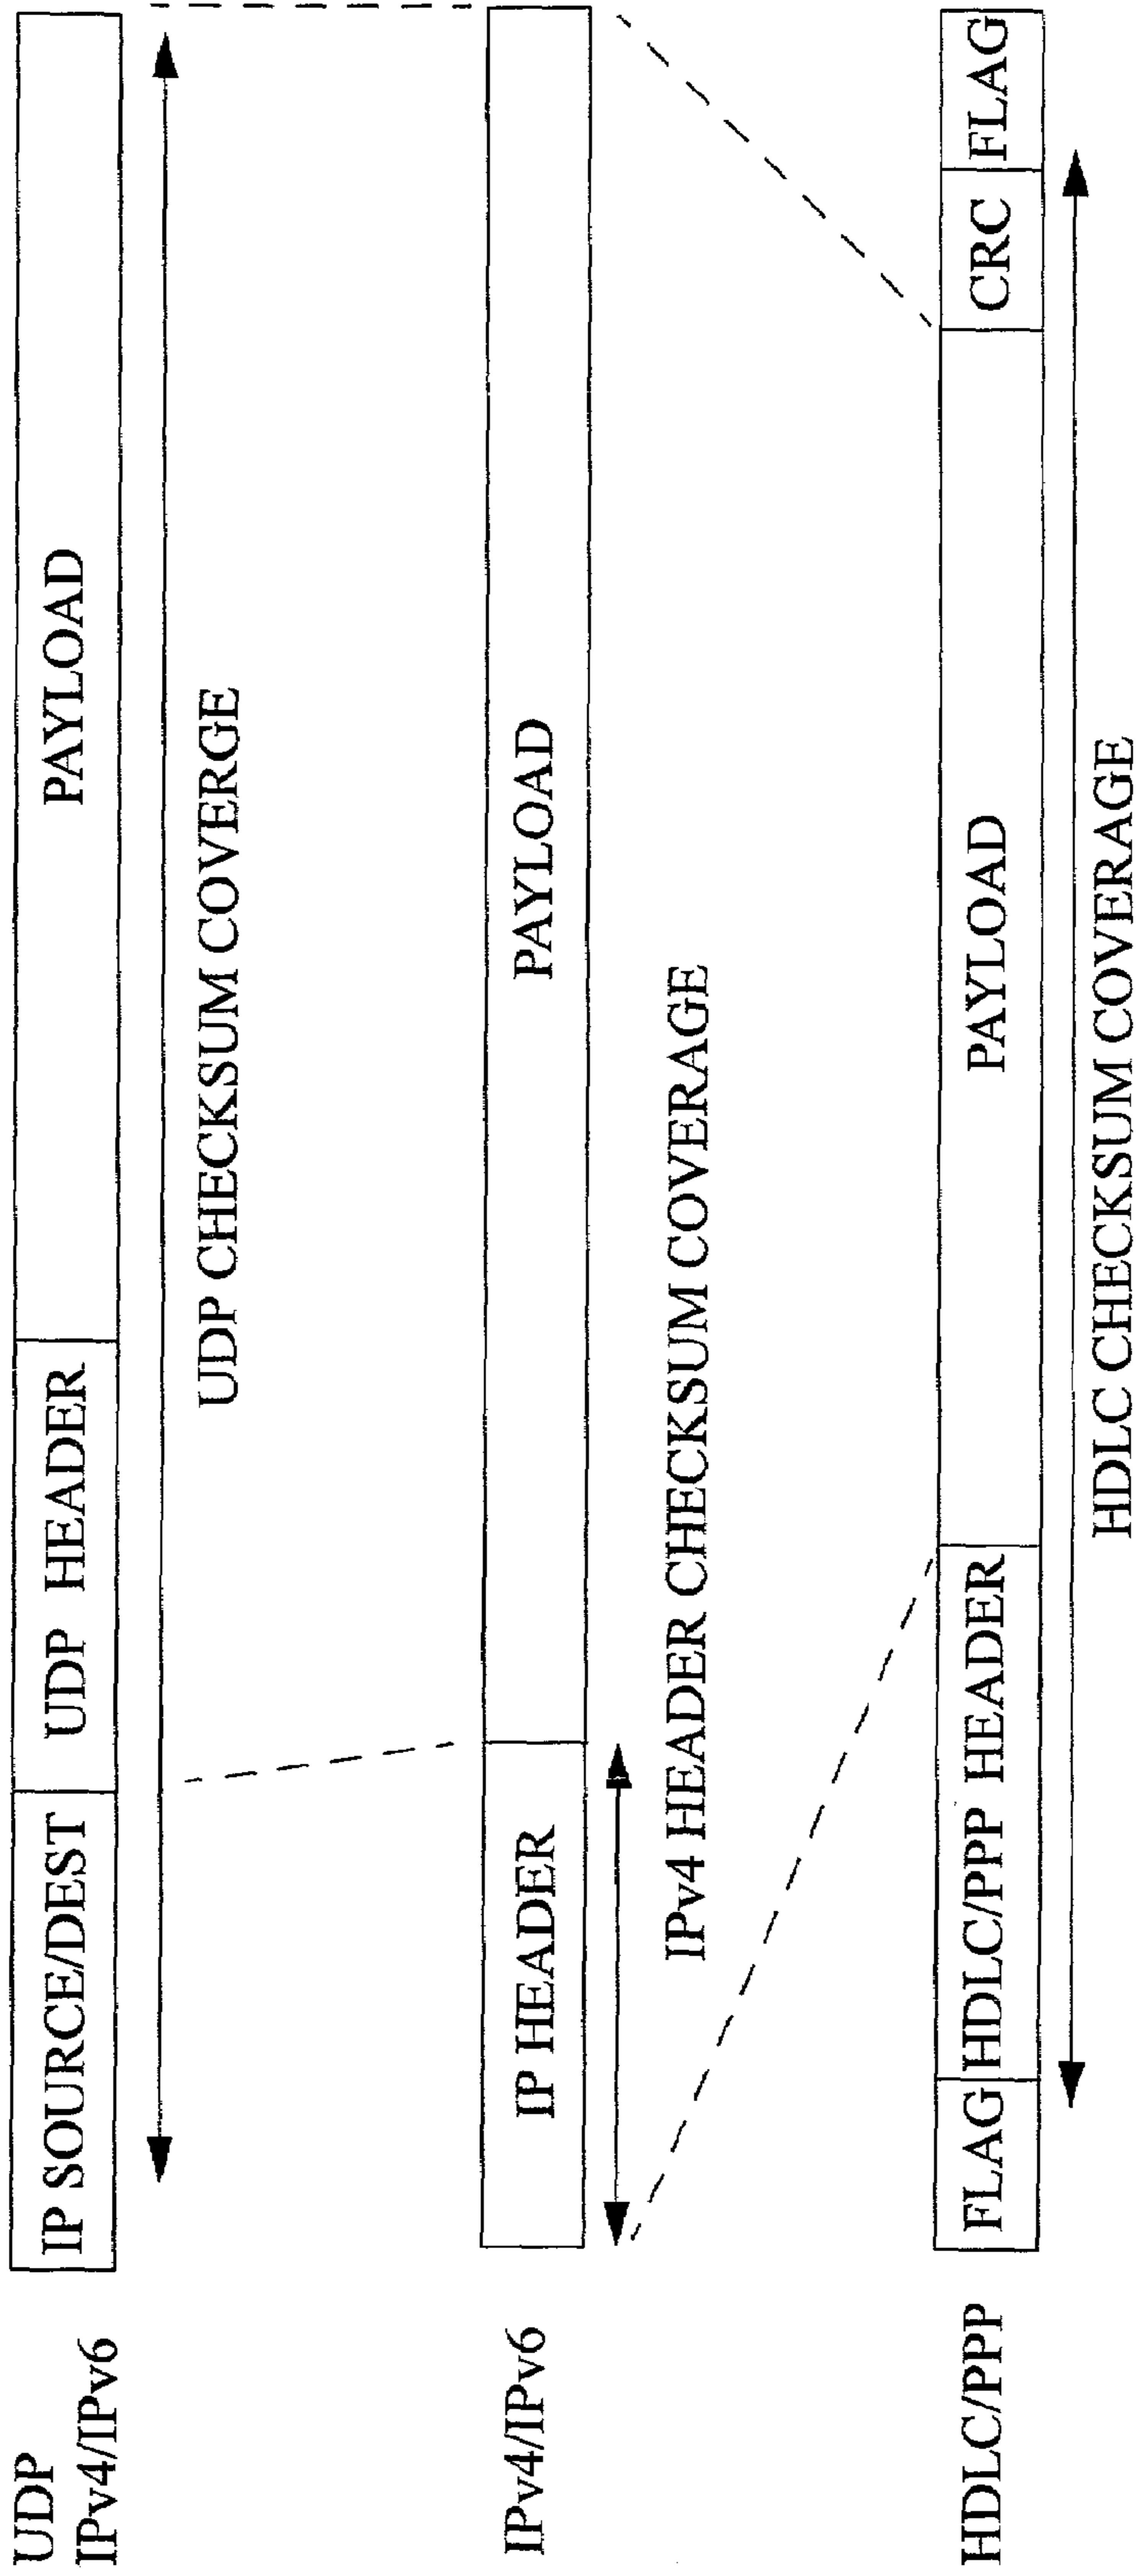 UDP
IPv4/IPv6
IP SOURCE/DEST
UDP HEADER
PAYLOAD
UDP CHECKSUM COVERGE
IPv4/IPv6
IP HEADER
PAYLOAD
IPv4 HEADER CHECKSUM COVERAGE
HDLC/PPP
FLAG
HDLC/PPP HEADER
PAYLOAD
CRC
FLAG
HDLC CHECKSUM COVERAGE